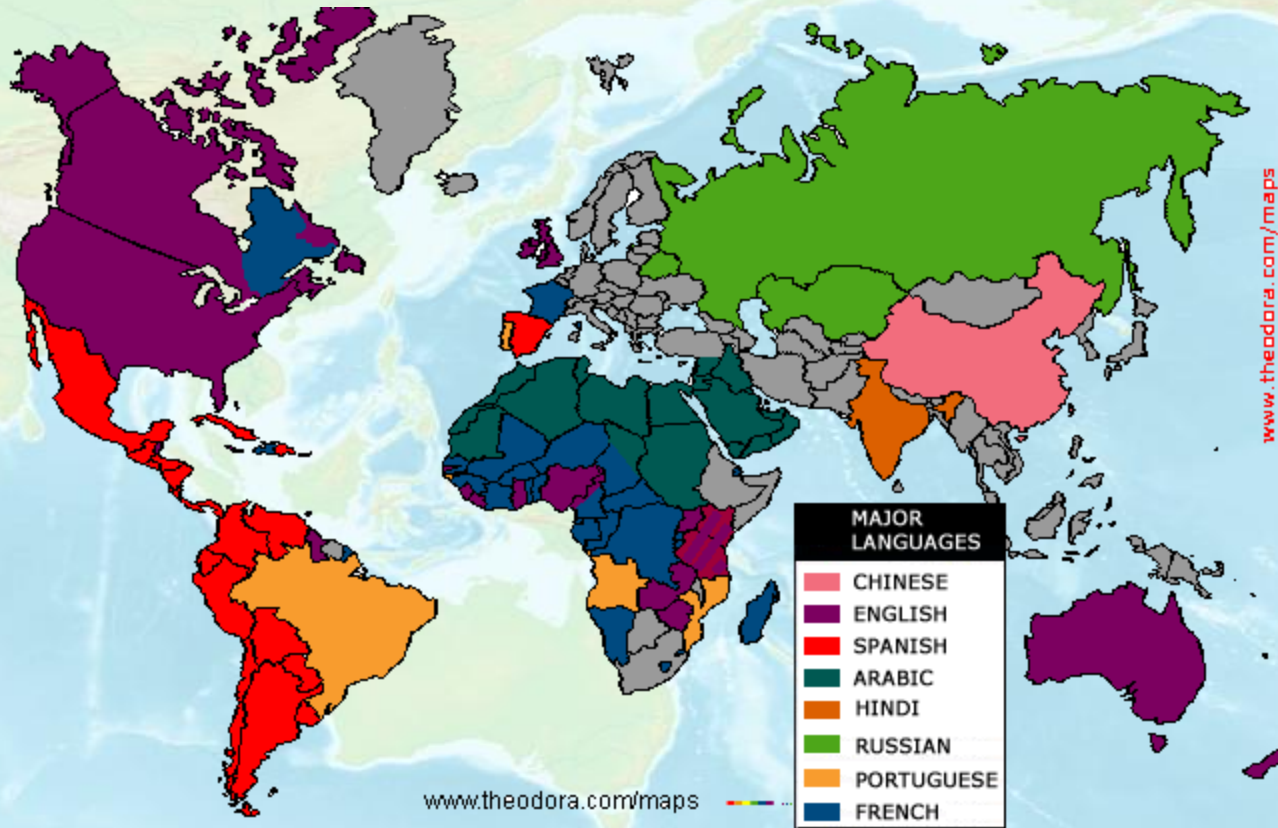 www.theodora.com/maps
MAJOR
LANGUAGES
CHINESE
ENGLISH
SPANISH
ARABIC
HINDI
RUSSIAN
PORTUGUESE
FRENCH
www.theodora.com/maps